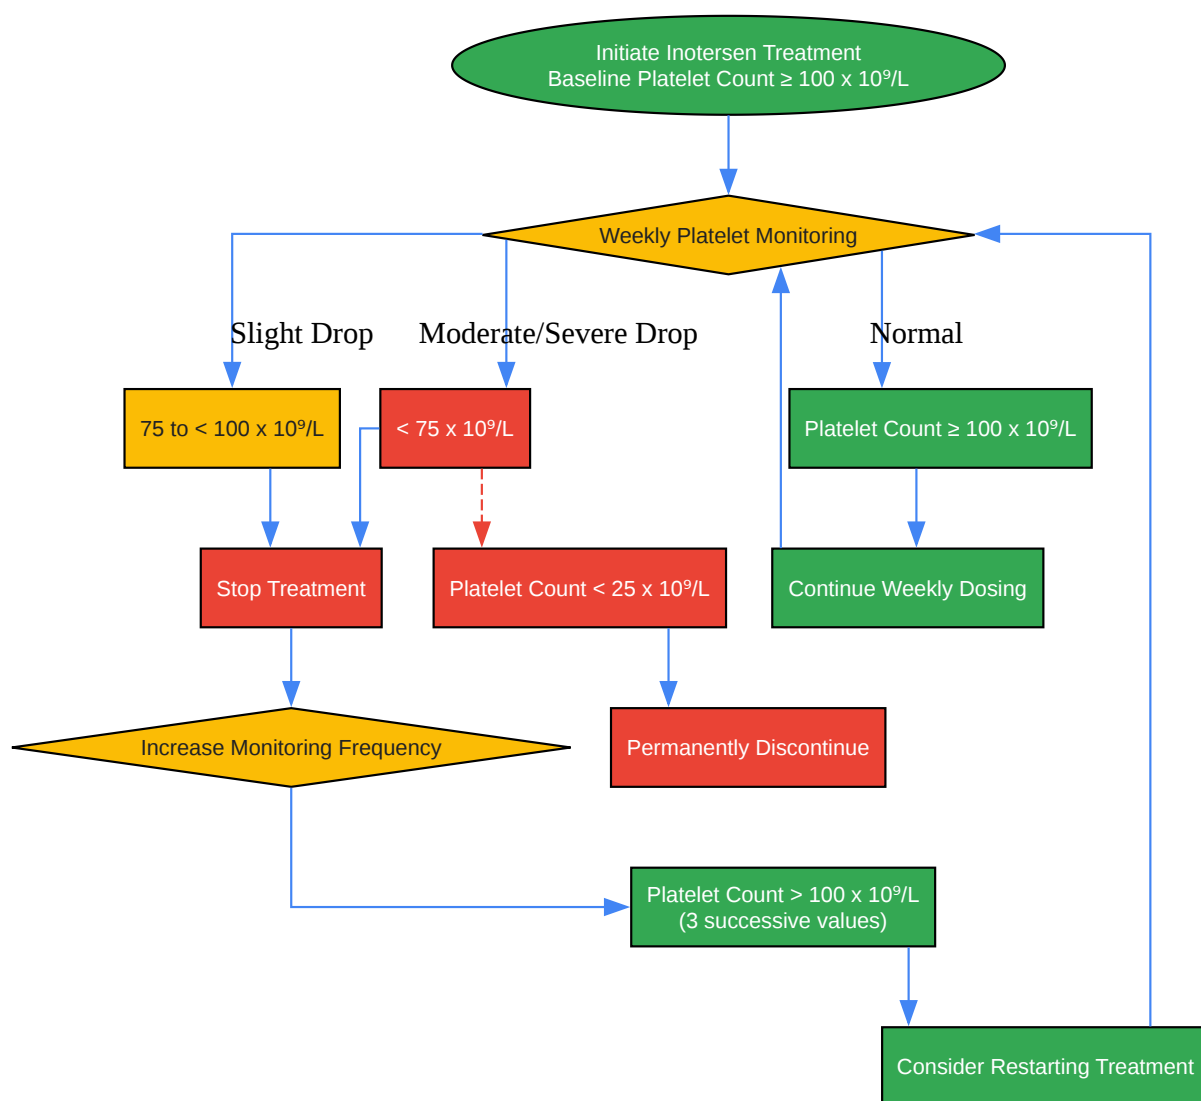 Initiate Inotersen Treatment
Baseline Platelet Count ≥ 100 x 10⁹/L
Weekly Platelet Monitoring
Slight Drop
Moderate/Severe Drop
Normal
75 to < 100 x 10⁹/L
< 75 x 10⁹/L
Platelet Count ≥ 100 x 10⁹/L
Stop Treatment
Platelet Count < 25 x 10⁹/L
Continue Weekly Dosing
Increase Monitoring Frequency
Permanently Discontinue
Platelet Count > 100 x 10⁹/L
(3 successive values)
Consider Restarting Treatment